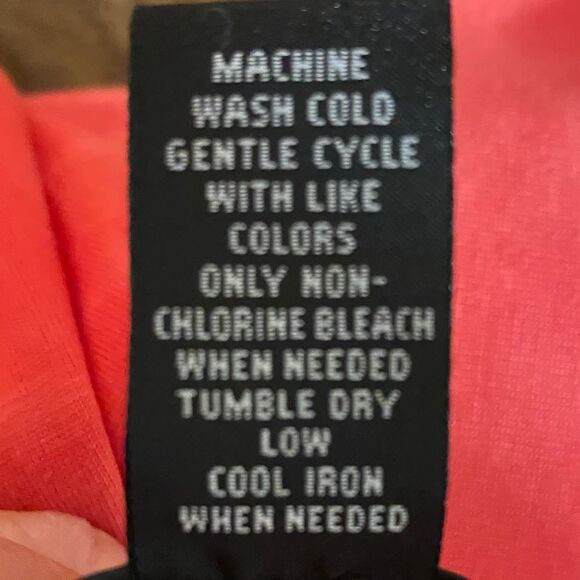 MACHINE
WASH COLD
GENTLE CYCLE
WITH LIKE
COLORS
ONLY NON-
CHLORINE BLEACH
WHEN NEEDED
TUMBLE DRY
LOW
COOL IRON
WHEN NEEDED